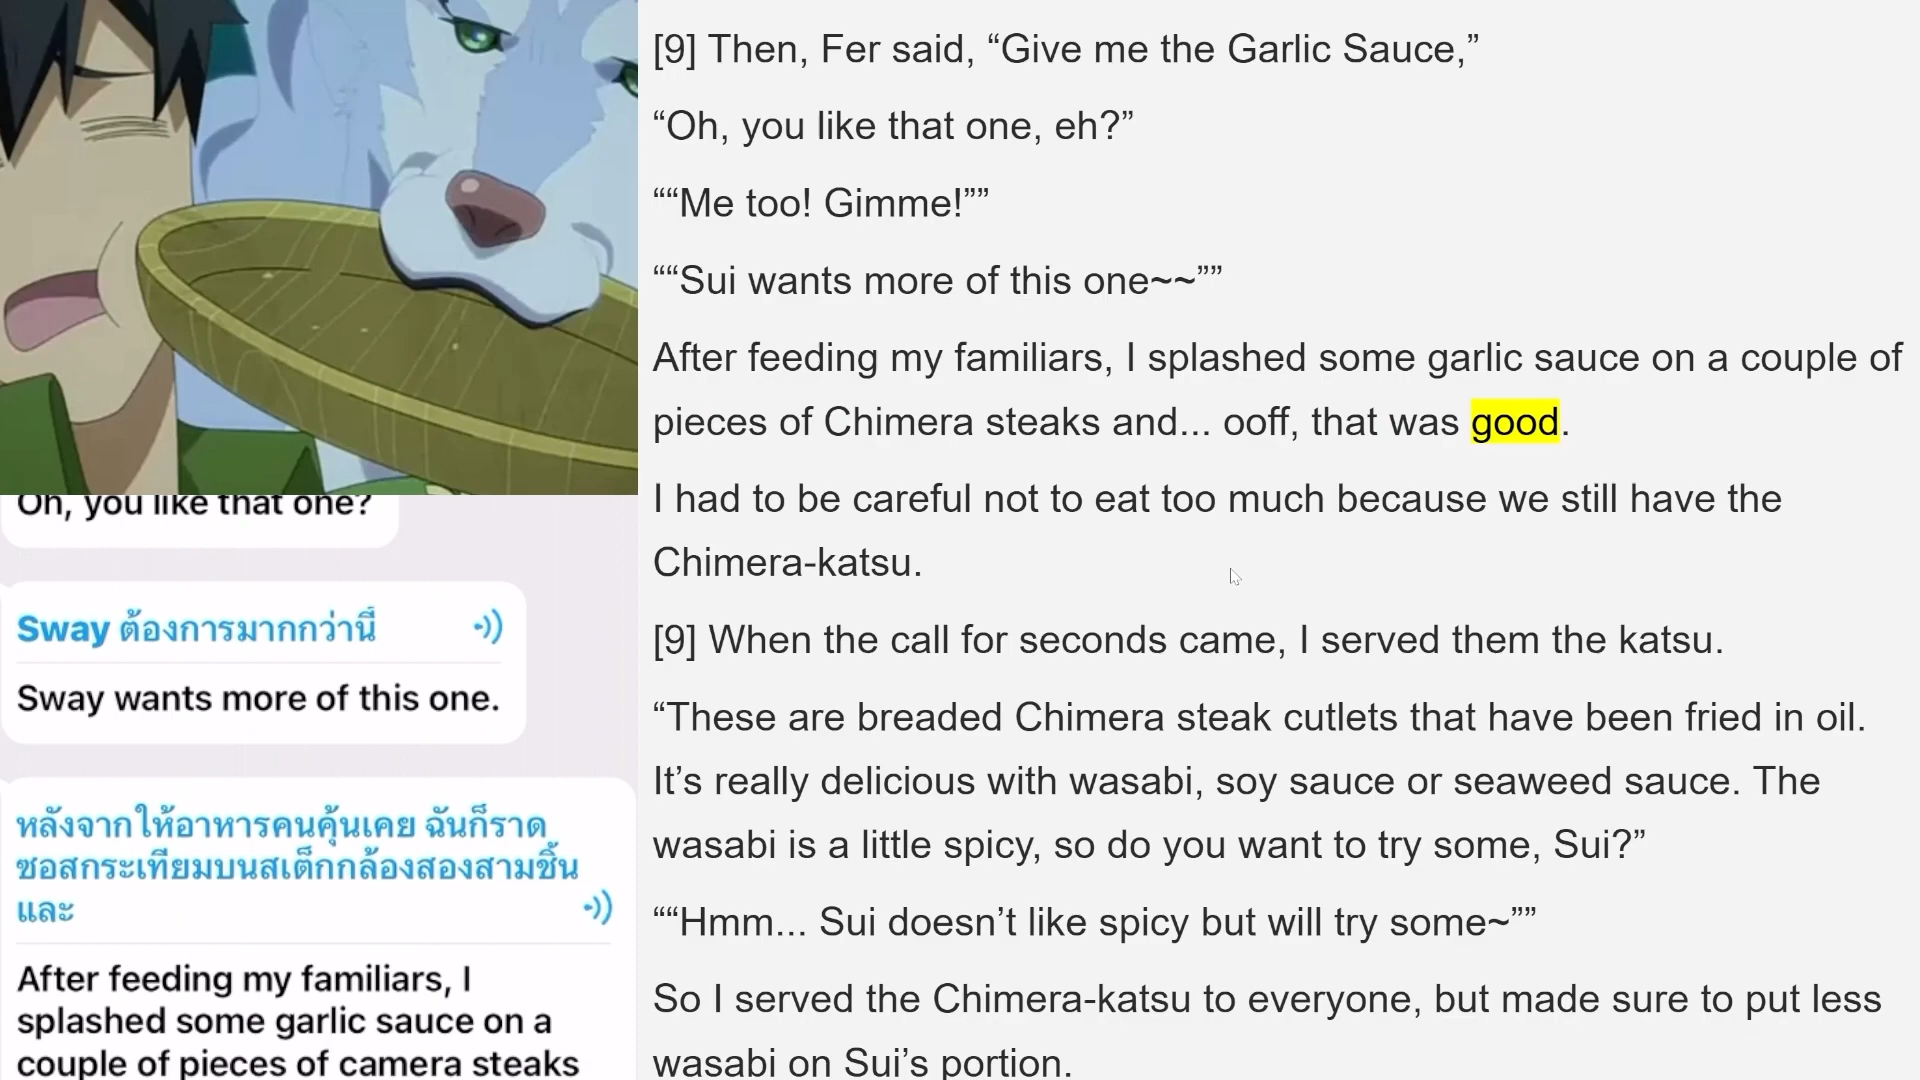 Oh, you like that one?
Sway ต้องการมากกว่านี้
Sway wants more of this one.
หลังจากให้อาหารคนคุ้นเคย ฉันก็ราด
ซอสกระเทียมบนสเต็กกล้องสองสามชิ้น
และ
After feeding my familiars, I
splashed some garlic sauce on a
couple of pieces of camera steaks
[9] Then, Fer said, “Give me the Garlic Sauce,”
“Oh, you like that one, eh?”
““Me too! Gimme!””
““Sui wants more of this one~~””
After feeding my familiars, I splashed some garlic sauce on a couple of
pieces of Chimera steaks and... ooff, that was good.
I had to be careful not to eat too much because we still have the
Chimera-katsu.
[9] When the call for seconds came, I served them the katsu.
“These are breaded Chimera steak cutlets that have been fried in oil.
It’s really delicious with wasabi, soy sauce or seaweed sauce. The
wasabi is a little spicy, so do you want to try some, Sui?”
““Hmm... Sui doesn’t like spicy but will try some~””
So I served the Chimera-katsu to everyone, but made sure to put less
wasabi on Sui’s portion.